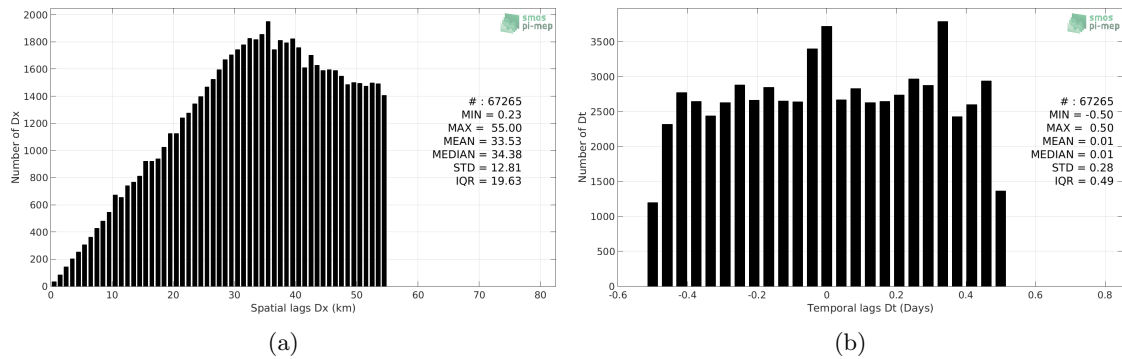 2000
1800
1600
1400
1200
1000
800
600
400
200
0
Number of Dx
0 10 20 30 40 50 60 70 80
Spatial lags Dx (km)
smos
pi-mep
# : 67265
MIN = 0.23
MAX = 55.00
MEAN = 33.53
MEDIAN = 34.38
STD = 12.81
IQR = 19.63
(a)
3500
3000
2500
2000
1500
1000
500
0
Number of Dt
-0.6 -0.4 -0.2 0 0.2 0.4 0.6 0.8
Temporal lags Dt (Days)
smos
pi-mep
# : 67265
MIN = -0.50
MAX = 0.50
MEAN = 0.01
MEDIAN = 0.01
STD = 0.28
IQR = 0.49
(b)